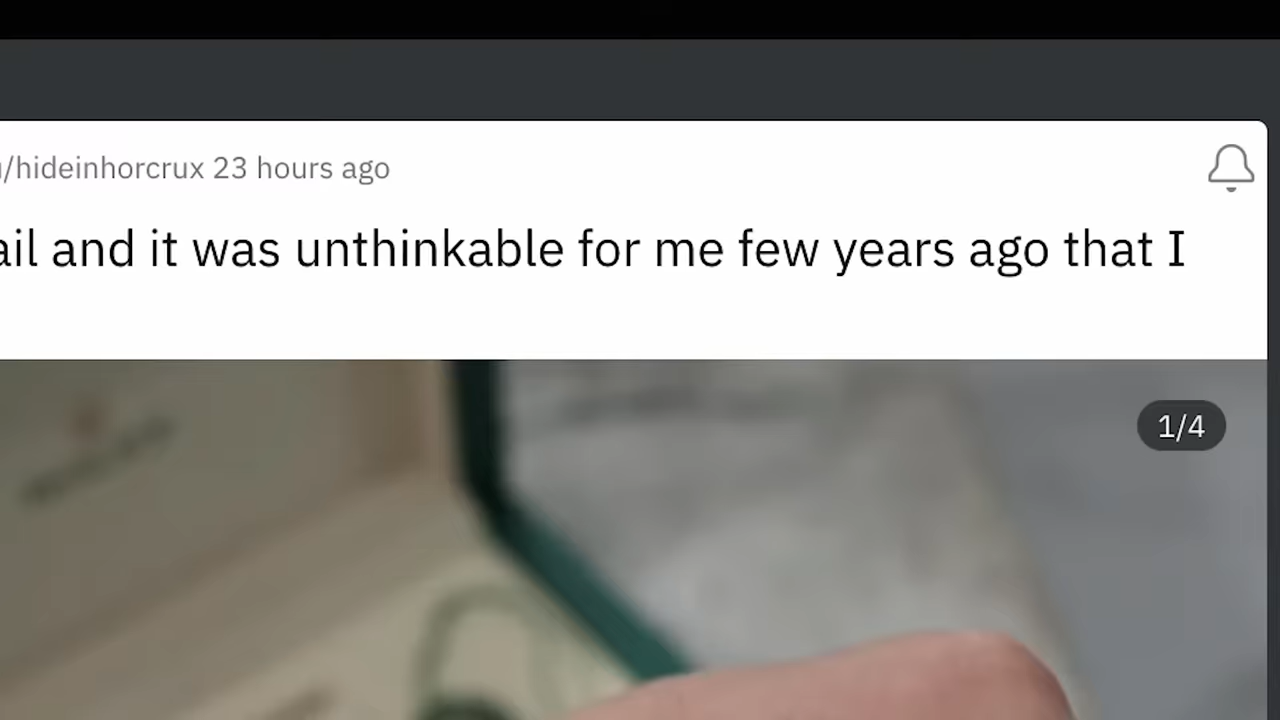 /hideinhorcrux 23 hours ago
ail and it was unthinkable for me few years ago that I
1/4